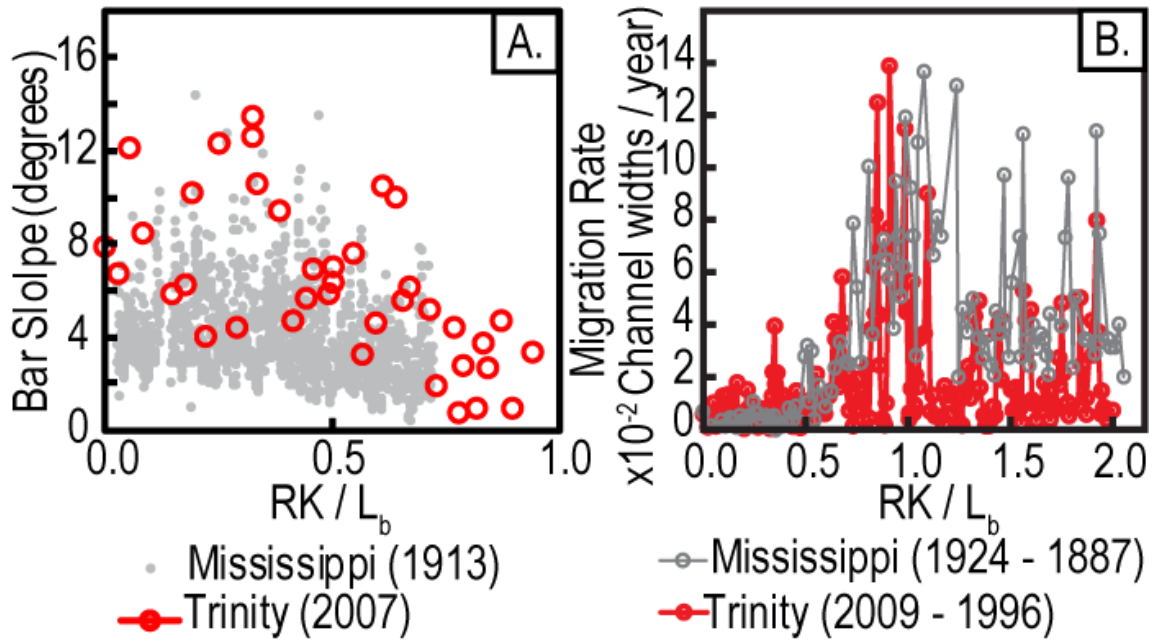 A.
Bar Slolpe (degrees)
16
12
8
4
0
0.0 0.5 1.0
RK / Lb
Mississippi (1913)
Trinity (2007)
B.
Migration Rate
x10-2 Channel widths / year)
14
12
10
8
6
4
2
0
0.0 0.5 1.0 1.5 2.0
RK / Lb
Mississippi (1924 - 1887)
Trinity (2009 - 1996)